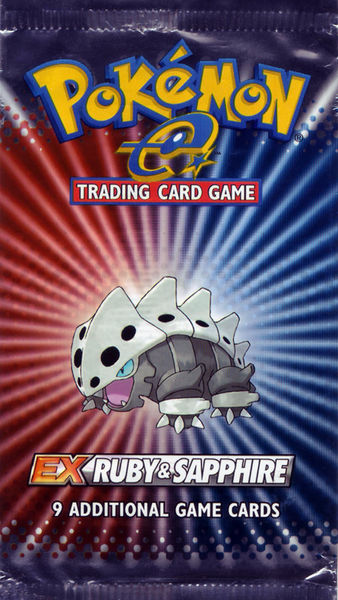 POKéMON
e
TRADING CARD GAME
EX RUBY & SAPPHIRE
9 ADDITIONAL GAME CARDS